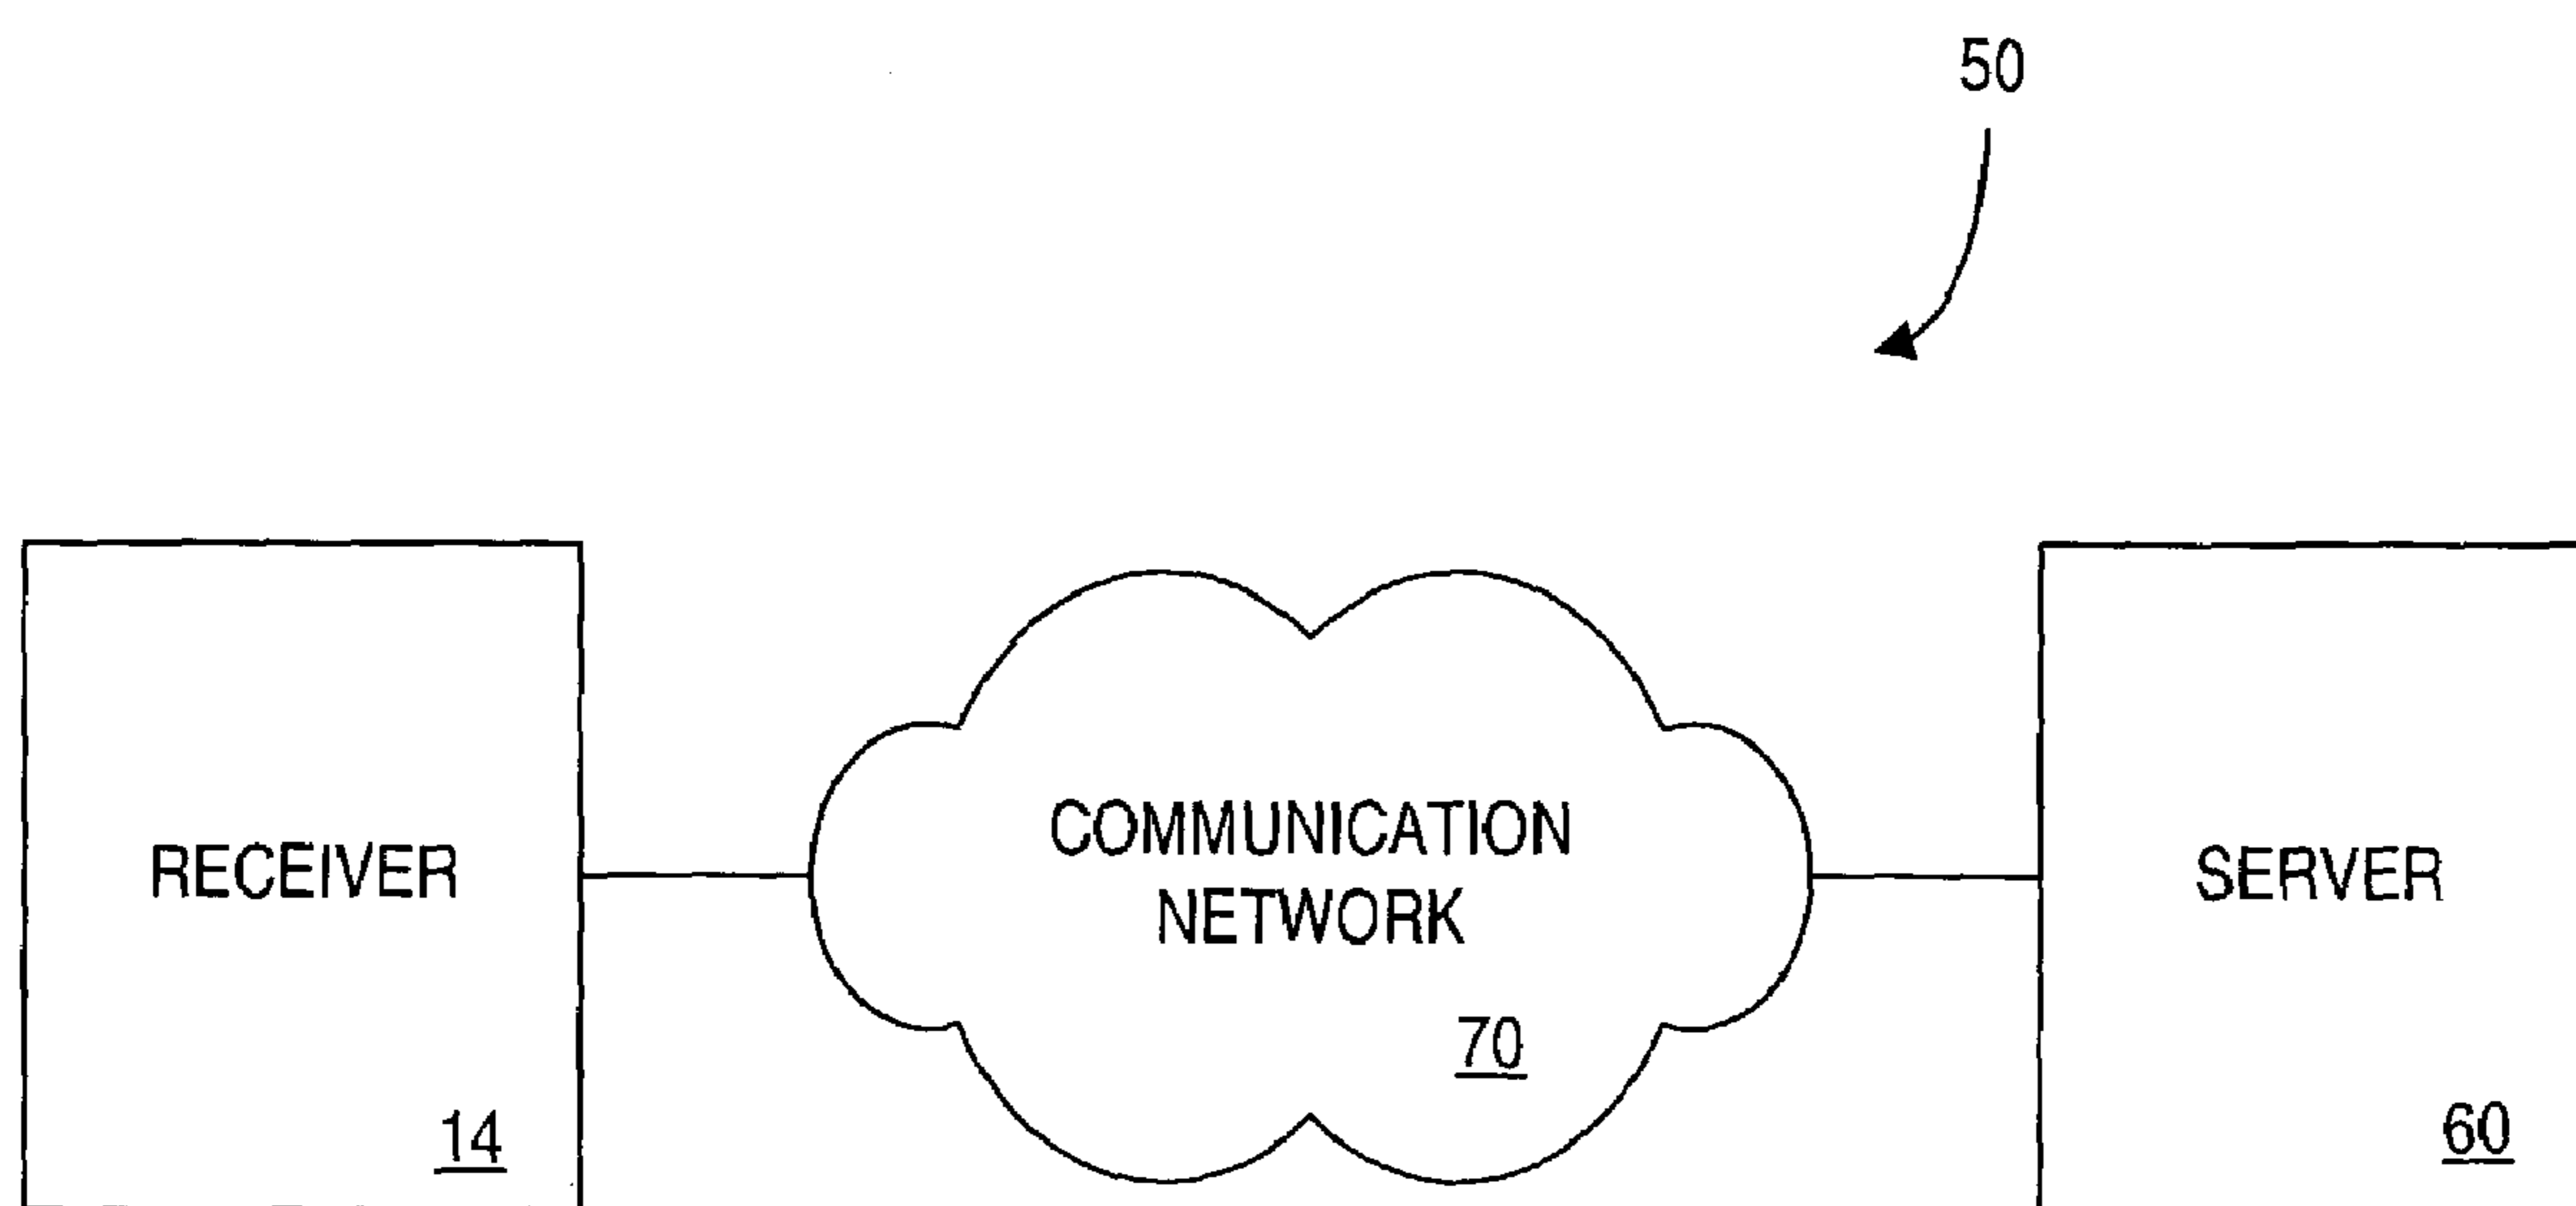 50
RECEIVER
14
COMMUNICATION
NETWORK
70
SERVER
60